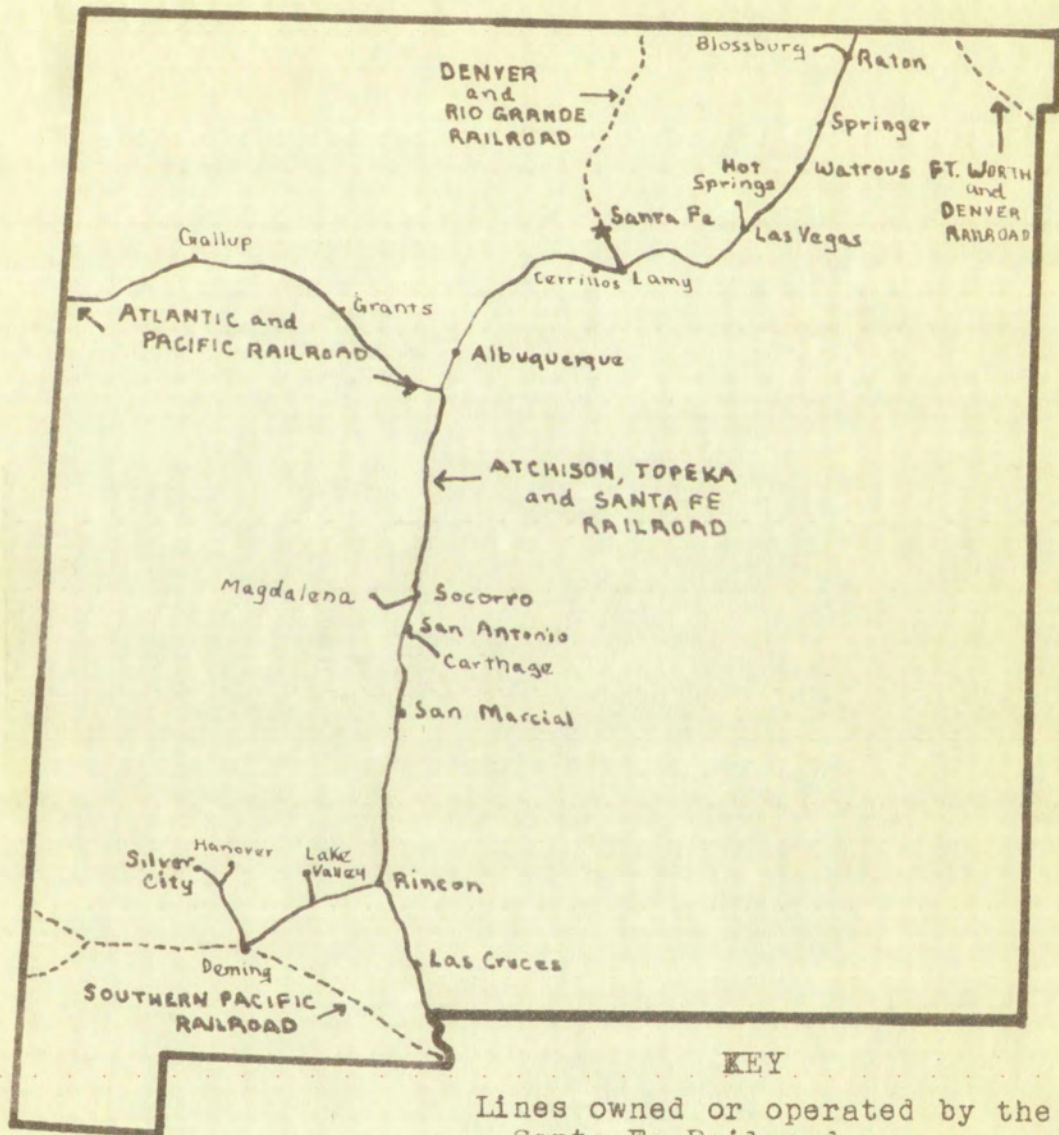 Blossburg
Raton
DENVER
and
RIO GRANDE
RAILROAD
Springer
Hot
Springs
Watrous
FT. WORTH
and
DENVER
RAILROAD
Santa Fe
Las Vegas
Gallup
Cerrillos
Lamy
Grants
ATLANTIC and
PACIFIC RAILROAD
Albuquerque
ATCHISON, TOPEKA
and SANTA FE
RAILROAD
Magdalena
Socorro
San Antonio
Carthage
San Marcial
Hanover
Silver
City
Lake
Valley
Rincon
Las Cruces
Deming
SOUTHERN PACIFIC
RAILROAD
KEY
Lines owned or operated by the
Santa Fe Railroad